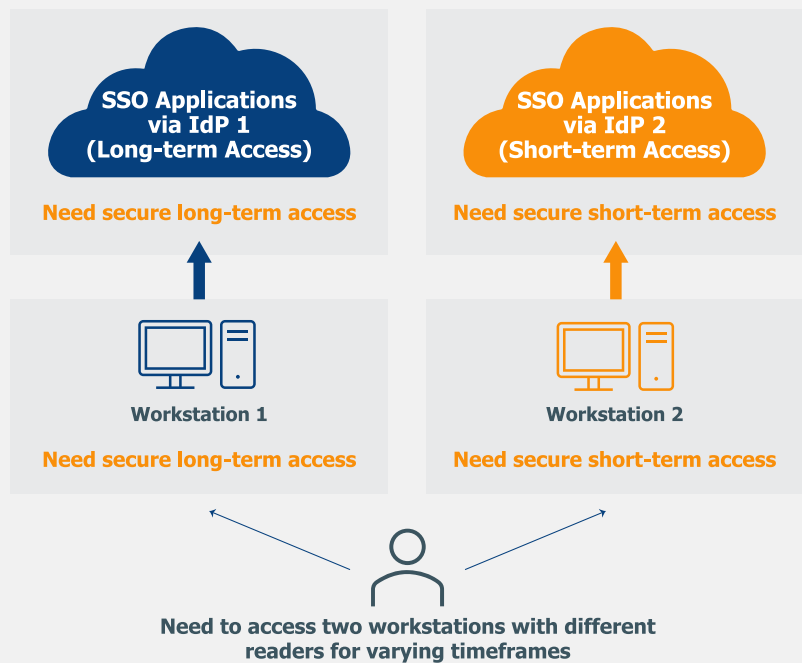 SSO Applications
via IdP 1
(Long-term Access)
Need secure long-term access
SSO Applications
via IdP 2
(Short-term Access)
Need secure short-term access
Workstation 1
Need secure long-term access
Workstation 2
Need secure short-term access
Need to access two workstations with different
readers for varying timeframes